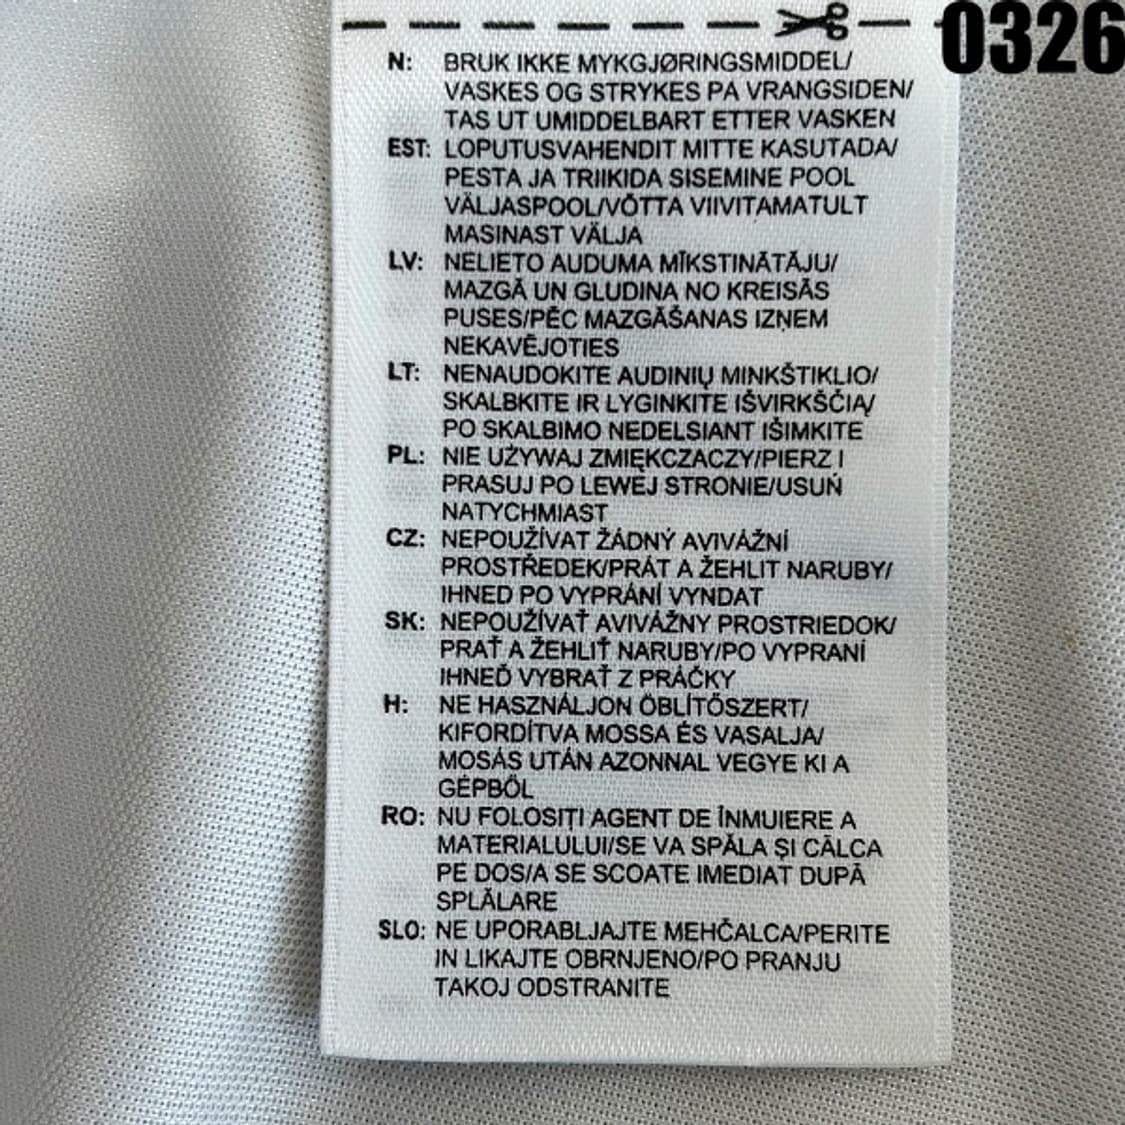 0326
N: BRUK IKKE MYKGJØRINGSMIDDEL/
VASKES OG STRYKES PA VRANGSIDEN/
TAS UT UMIDDELBART ETTER VASKEN
EST: LOPUTUSVAHENDIT MITTE KASUTADA/
PESTA JA TRIIKIDA SISEMINE POOL
VÄLJASPOOL/VÕTTA VIIVITAMATULT
MASINAST VÄLJA
LV: NELIETO AUDUMA MĪKSTINĀTĀJU/
MAZGĀ UN GLUDINA NO KREISĀS
PUSES/PĒC MAZGĀŠANAS IZŅEM
NEKAVĒJOTIES
LT: NENAUDOKITE AUDINIŲ MINKŠTIKLIO/
SKALBKITE IR LYGINKITE IŠVIRKŠČIĄ/
PO SKALBIMO NEDELSIANT IŠIMKITE
PL: NIE UŻYWAJ ZMIĘKCZACZY/PIERZ I
PRASUJ PO LEWEJ STRONIE/USUŃ
NATYCHMIAST
CZ: NEPOUŽÍVAT ŽÁDNÝ AVIVÁŽNÍ
PROSTŘEDEK/PRÁT A ŽEHLIT NARUBY/
IHNED PO VYPRÁNÍ VYNDAT
SK: NEPOUŽÍVAŤ AVIVÁŽNY PROSTRIEDOK/
PRAŤ A ŽEHLIŤ NARUBY/PO VYPRANÍ
IHNEĎ VYBRAŤ Z PRÁČKY
H: NE HASZNÁLJON ÖBLÍTŐSZERT/
KIFORDÍTVA MOSSA ÉS VASALJA/
MOSÁS UTÁN AZONNAL VEGYE KI A
GÉPBŐL
RO: NU FOLOSIŢI AGENT DE ÎNMUIERE A
MATERIALULUI/SE VA SPĂLA ŞI CĂLCA
PE DOS/A SE SCOATE IMEDIAT DUPĂ
SPLĂLARE
SLO: NE UPORABLJAJTE MEHČALCA/PERITE
IN LIKAJTE OBRNJENO/PO PRANJU
TAKOJ ODSTRANITE